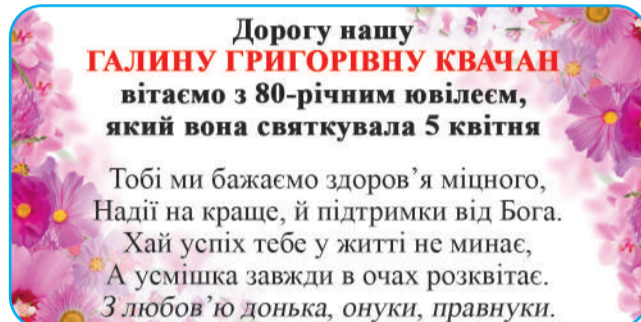 Дорогу нашу
ГАЛИНУ ГРИГОРІВНУ КВАЧАН
вітаємо з 80-річним ювілеєм,
який вона святкувала 5 квітня
Тобі ми бажаємо здоров’я міцного,
Надії на краще, й підтримки від Бога.
Хай успіх тебе у житті не минає,
А усмішка завжди в очах розквітає.
З любов’ю донька, онуки, правнуки.